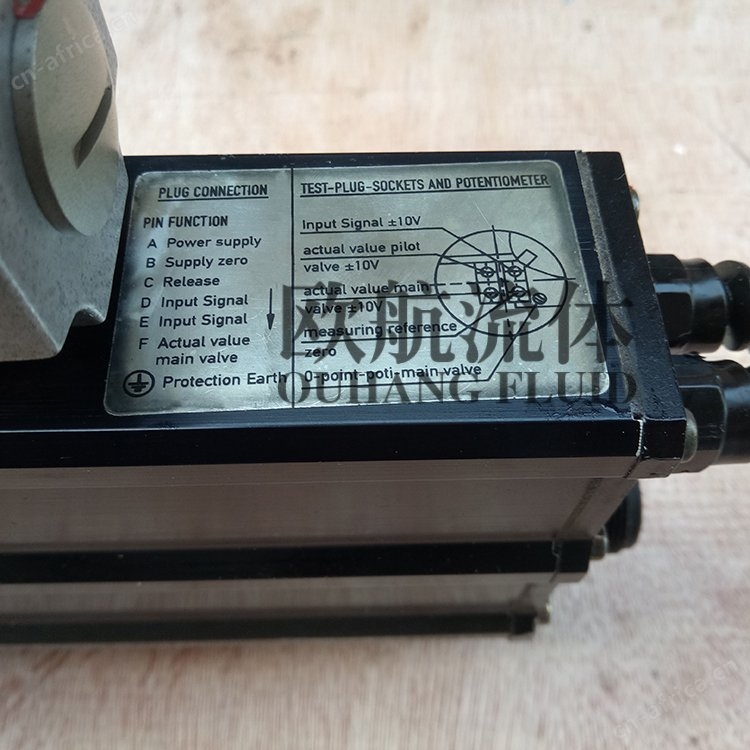 PLUG CONNECTION
PIN FUNCTION
A Power supply
B Supply zero
C Release
D Input Signal
E Input Signal
F Actual value
main valve
Protection Earth
TEST-PLUG-SOCKETS AND POTENTIOMETER
Input Signal ±10V
actual value pilot
valve ±10V
actual value main
valve ±10V
measuring reference
zero
0-point-poti-main valve
欧航流体
OUHANG FLUID
cn-africa.cn